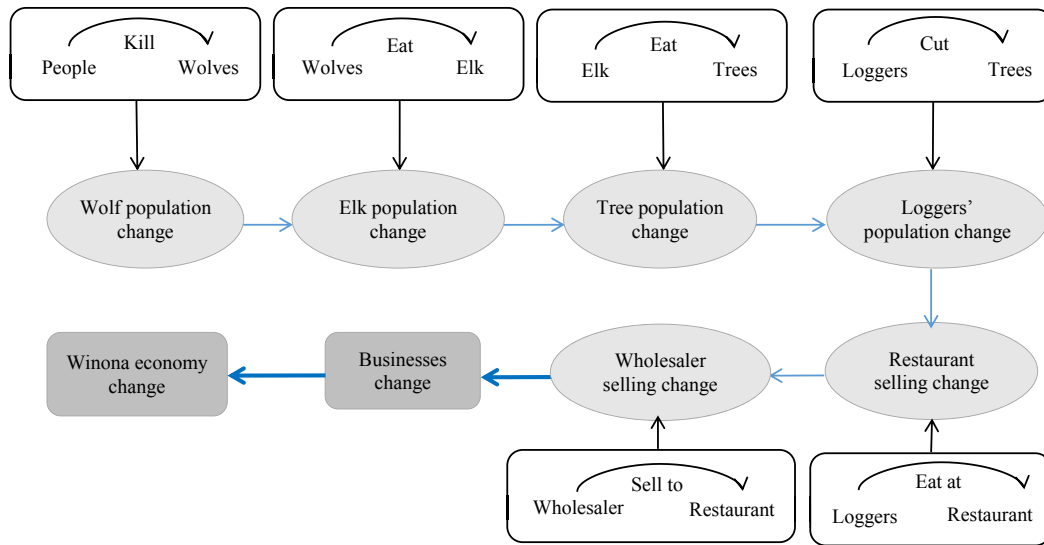 Kill
People Wolves
Eat
Wolves Elk
Eat
Elk Trees
Cut
Loggers Trees
Wolf population
change
Elk population
change
Tree population
change
Loggers’
population change
Winona economy
change
Businesses
change
Wholesaler
selling change
Restaurant
selling change
Sell to
Wholesaler Restaurant
Eat at
Loggers Restaurant